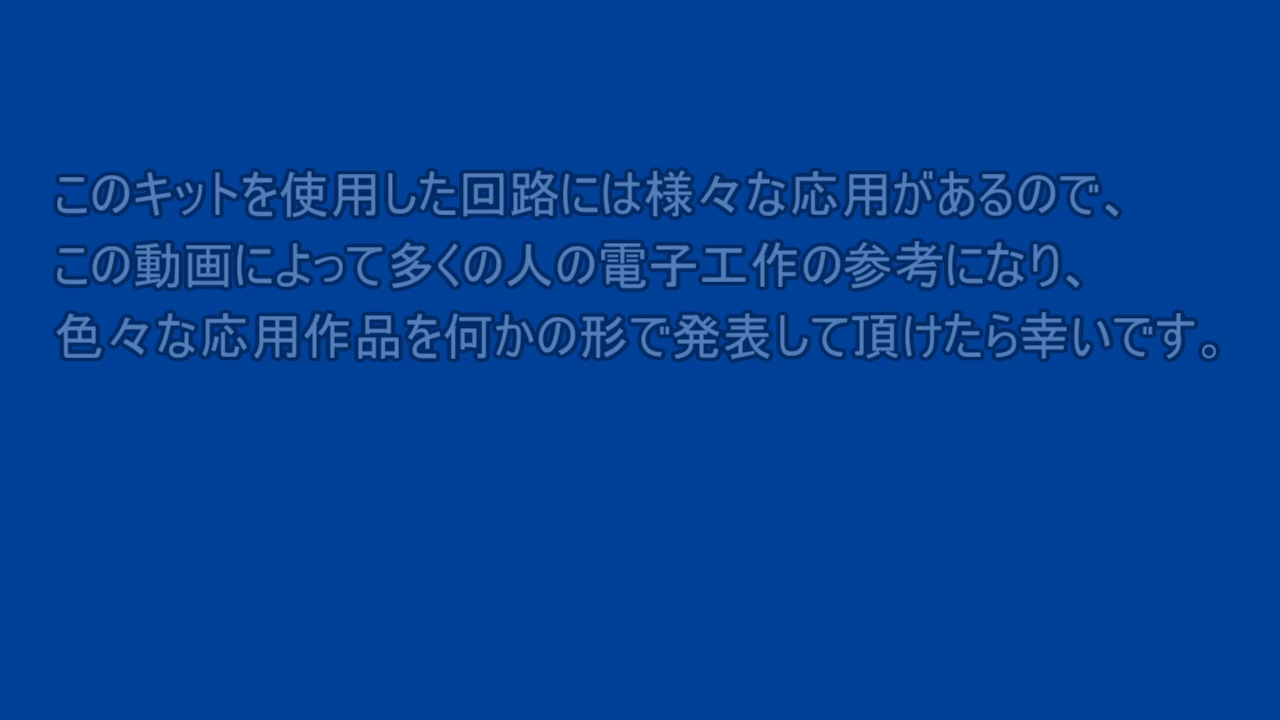 このキットを使用した回路には様々な応用があるので、
この動画によって多くの人の電子工作の参考になり、
色々な応用作品を何かの形で発表して頂けたら幸いです。